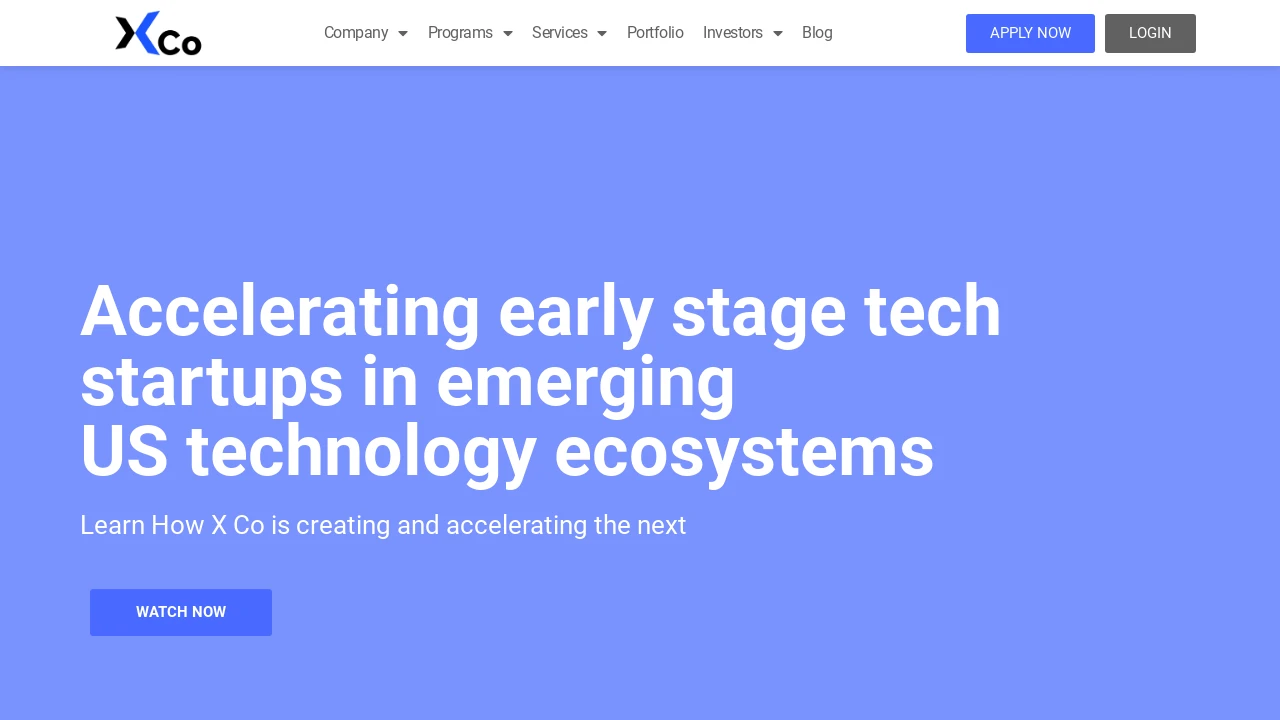 XCo
Company
Programs
Services
Portfolio
Investors
Blog
APPLY NOW
LOGIN
Accelerating early stage tech
startups in emerging
US technology ecosystems
Learn How X Co is creating and accelerating the next
WATCH NOW